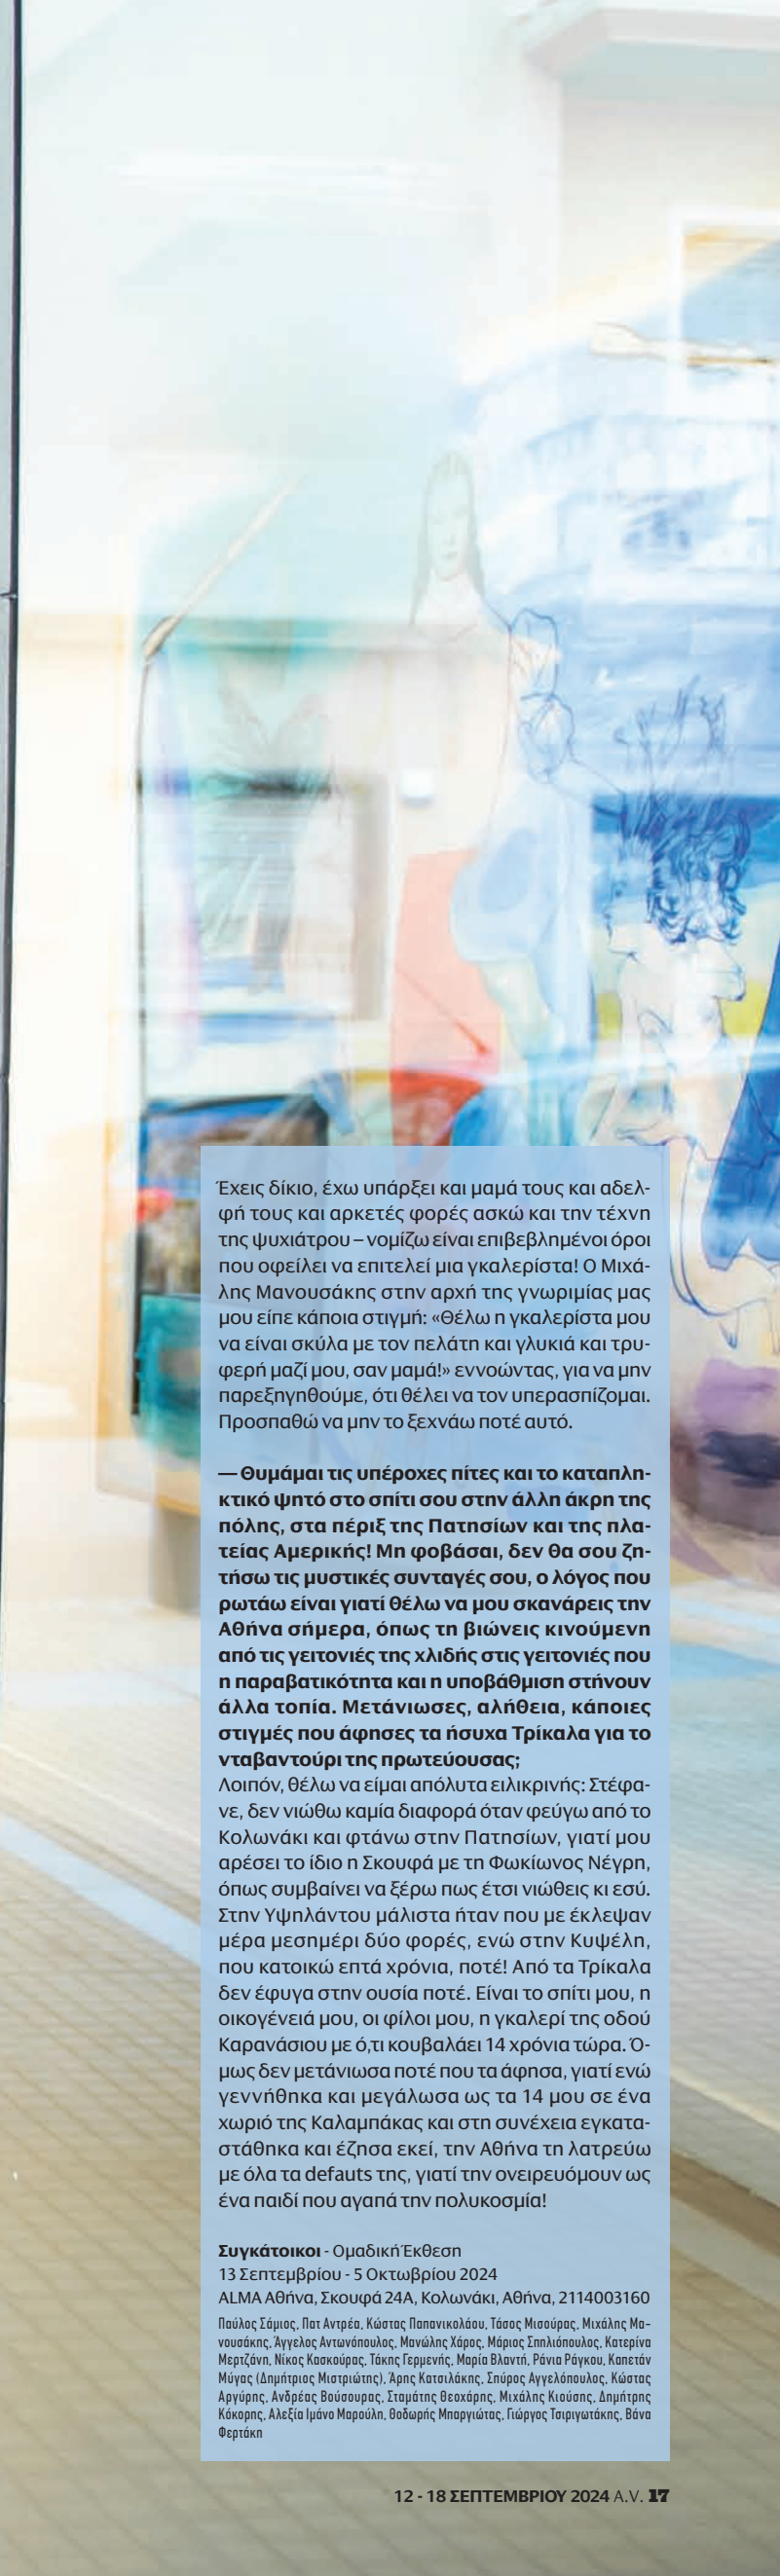 Έχεις δίκιο, έχω υπάρξει και μαμά τους και αδελ-
φή τους και αρκετές φορές ασκώ και την τέχνη
της ψυχιάτρου – νομίζω είναι επιβεβλημένοι όροι
που οφείλει να επιτελεί μια γκαλερίστα! Ο Μιχά-
λης Μανουσάκης στην αρχή της γνωριμίας μας
μου είπε κάποια στιγμή: «Θέλω η γκαλερίστα μου
να είναι σκύλα με τον πελάτη και γλυκιά και τρυ-
φερή μαζί μου, σαν μαμά!» εννοώντας, για να μην
παρεξηγηθούμε, ότι θέλει να τον υπερασπίζομαι.
Προσπαθώ να μην το ξεχνάω ποτέ αυτό.
— Θυμάμαι τις υπέροχες πίτες και το καταπλη-
κτικό ψητό στο σπίτι σου στην άλλη άκρη της
πόλης, στα πέριξ της Πατησίων και της πλα-
τείας Αμερικής! Μη φοβάσαι, δεν θα σου ζη-
τήσω τις μυστικές συνταγές σου, ο λόγος που
ρωτάω είναι γιατί θέλω να μου σκανάρεις την
Αθήνα σήμερα, όπως τη βιώνεις κινούμενη
από τις γειτονιές της χλιδής στις γειτονιές που
η παραβατικότητα και η υποβάθμιση στήνουν
άλλα τοπία. Μετάνιωσες, αλήθεια, κάποιες
στιγμές που άφησες τα ήσυχα Τρίκαλα για το
νταβαντούρι της πρωτεύουσας;
Λοιπόν, θέλω να είμαι απόλυτα ειλικρινής: Στέφα-
νε, δεν νιώθω καμία διαφορά όταν φεύγω από το
Κολωνάκι και φτάνω στην Πατησίων, γιατί μου
αρέσει το ίδιο η Σκουφά με τη Φωκίωνος Νέγρη,
όπως συμβαίνει να ξέρω πως έτσι νιώθεις κι εσύ.
Στην Υψηλάντου μάλιστα ήταν που με έκλεψαν
μέρα μεσημέρι δύο φορές, ενώ στην Κυψέλη,
που κατοικώ επτά χρόνια, ποτέ! Από τα Τρίκαλα
δεν έφυγα στην ουσία ποτέ. Είναι το σπίτι μου, η
οικογένειά μου, οι φίλοι μου, η γκαλερί της οδού
Καρανάσιου με ό,τι κουβαλάει 14 χρόνια τώρα. Ό-
μως δεν μετάνιωσα ποτέ που τα άφησα, γιατί ενώ
γεννήθηκα και μεγάλωσα ως τα 14 μου σε ένα
χωριό της Καλαμπάκας και στη συνέχεια εγκατα-
στάθηκα και έζησα εκεί, την Αθήνα τη λατρεύω
με όλα τα defauts της, γιατί την ονειρευόμουν ως
ένα παιδί που αγαπά την πολυκοσμία!
Συγκάτοικοι - Ομαδική Έκθεση
13 Σεπτεμβρίου - 5 Οκτωβρίου 2024
ALMA Αθήνα, Σκουφά 24Α, Κολωνάκι, Αθήνα, 2114003160
Παύλος Σάμιος, Πατ Αντρέα, Κώστας Παπανικολάου, Τάσος Μισούρας, Μιχάλης Μα-
νουσάκης, Άγγελος Αντωνόπουλος, Μανώλης Χάρος, Μάριος Σπηλιόπουλος, Κατερίνα
Μερτζάνη, Νίκος Κασκούρας, Τάκης Γερμενής, Μαρία Βλαντή, Ράνια Ράγκου, Καπετάν
Μύγας (Δημήτριος Μιστριώτης), Άρης Κατσιλάκης, Σπύρος Αγγελόπουλος, Κώστας
Αργύρης, Ανδρέας Βούσουρας, Σταμάτης Θεοχάρης, Μιχάλης Κιούσης, Δημήτρης
Κόκορης, Αλεξία Ιμάνο Μαρούλη, Θοδωρής Μπαργιώτας, Γιώργος Τσιριγωτάκης, Βάνα
Φερτάκη
12 - 18 ΣΕΠΤΕΜΒΡΙΟΥ 2024 A.V. 17